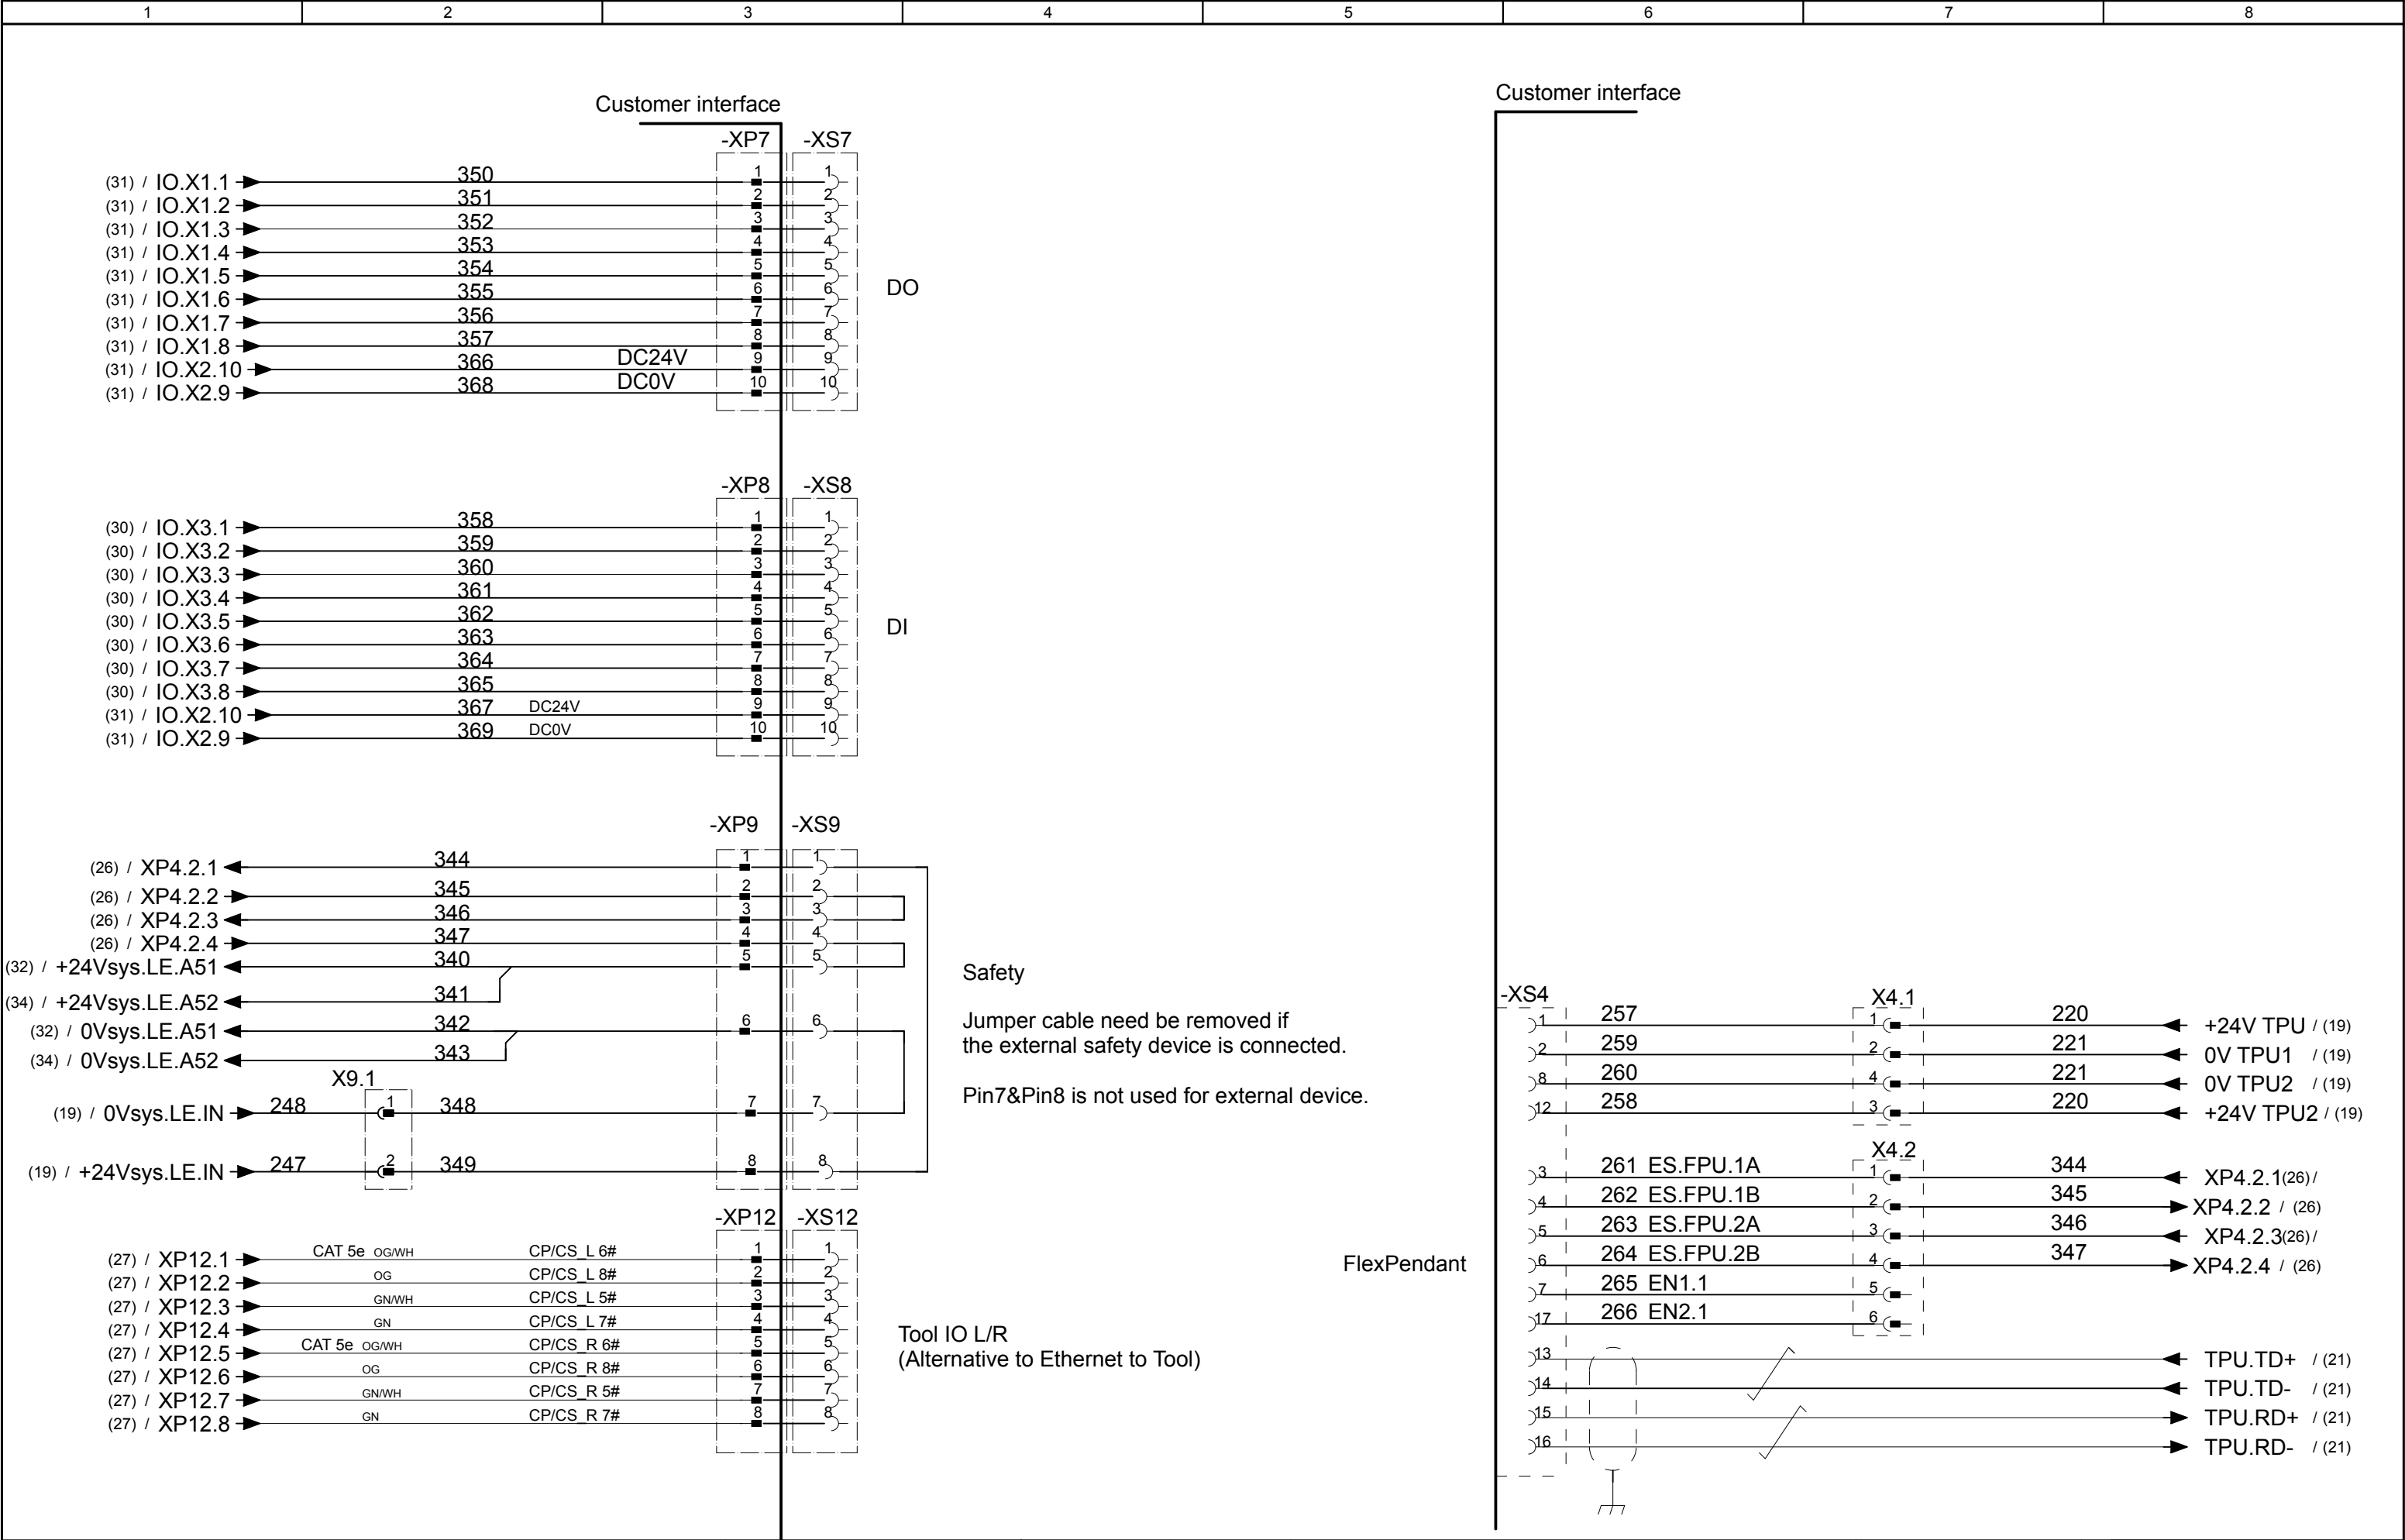 1 2 3 4 5 6 7 8
Customer interface
-XP7 -XS7
(31) / IO.X1.1 350 1 1
(31) / IO.X1.2 351 2 2
(31) / IO.X1.3 352 3 3
(31) / IO.X1.4 353 4 4
(31) / IO.X1.5 354 5 5
(31) / IO.X1.6 355 6 6
(31) / IO.X1.7 356 7 7
(31) / IO.X1.8 357 8 8
(31) / IO.X2.10 366 DC24V 9 9
(31) / IO.X2.9 368 DC0V 10 10
DO
-XP8 -XS8
(30) / IO.X3.1 358 1 1
(30) / IO.X3.2 359 2 2
(30) / IO.X3.3 360 3 3
(30) / IO.X3.4 361 4 4
(30) / IO.X3.5 362 5 5
(30) / IO.X3.6 363 6 6
(30) / IO.X3.7 364 7 7
(30) / IO.X3.8 365 8 8
(31) / IO.X2.10 367 DC24V 9 9
(31) / IO.X2.9 369 DC0V 10 10
DI
-XP9 -XS9
(26) / XP4.2.1 344 1 1
(26) / XP4.2.2 345 2 2
(26) / XP4.2.3 346 3 3
(26) / XP4.2.4 347 4 4
(32) / +24Vsys.LE.A51 340 5 5
(34) / +24Vsys.LE.A52 341
(32) / 0Vsys.LE.A51 342 6 6
(34) / 0Vsys.LE.A52 343
X9.1
(19) / 0Vsys.LE.IN 248 1 348 7 7
(19) / +24Vsys.LE.IN 247 2 349 8 8
Safety
Jumper cable need be removed if
the external safety device is connected.
Pin7&Pin8 is not used for external device.
-XP12 -XS12
(27) / XP12.1 CAT 5e OG/WH CP/CS_L 6# 1 1
(27) / XP12.2 OG CP/CS_L 8# 2 2
(27) / XP12.3 GN/WH CP/CS_L 5# 3 3
(27) / XP12.4 GN CP/CS_L 7# 4 4
(27) / XP12.5 CAT 5e OG/WH CP/CS_R 6# 5 5
(27) / XP12.6 OG CP/CS_R 8# 6 6
(27) / XP12.7 GN/WH CP/CS_R 5# 7 7
(27) / XP12.8 GN CP/CS_R 7# 8 8
Tool IO L/R
(Alternative to Ethernet to Tool)
Customer interface
FlexPendant
-XS4 X4.1
1 257 1 220 +24V TPU / (19)
2 259 2 221 0V TPU1 / (19)
8 260 4 221 0V TPU2 / (19)
12 258 3 220 +24V TPU2 / (19)
X4.2
3 261 ES.FPU.1A 1 344 XP4.2.1(26)/
4 262 ES.FPU.1B 2 345 XP4.2.2 / (26)
5 263 ES.FPU.2A 3 346 XP4.2.3(26)/
6 264 ES.FPU.2B 4 347 XP4.2.4 / (26)
7 265 EN1.1 5
17 266 EN2.1 6
13 TPU.TD+ / (21)
14 TPU.TD- / (21)
15 TPU.RD+ / (21)
16 TPU.RD- / (21)